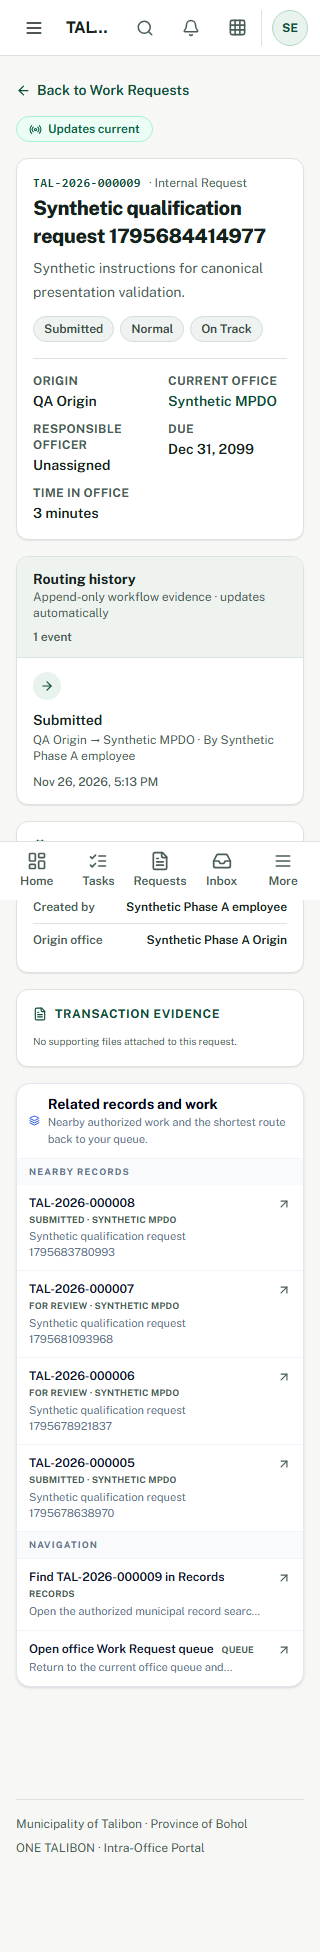 TAL...
SE
Back to Work Requests
Updates current
TAL-2026-000009 · Internal Request
Synthetic qualification
request 1795684414977
Synthetic instructions for canonical
presentation validation.
Submitted Normal On Track
ORIGIN
QA Origin
CURRENT OFFICE
Synthetic MPDO
RESPONSIBLE
OFFICER
Unassigned
DUE
Dec 31, 2099
TIME IN OFFICE
3 minutes
Routing history
Append-only workflow evidence · updates
automatically
1 event
Submitted
QA Origin → Synthetic MPDO · By Synthetic
Phase A employee
Nov 26, 2026, 5:13 PM
Home Tasks Requests Inbox More
Created by Synthetic Phase A employee
Origin office Synthetic Phase A Origin
TRANSACTION EVIDENCE
No supporting files attached to this request.
Related records and work
Nearby authorized work and the shortest route
back to your queue.
NEARBY RECORDS
TAL-2026-000008
SUBMITTED · SYNTHETIC MPDO
Synthetic qualification request
1795683780993
TAL-2026-000007
FOR REVIEW · SYNTHETIC MPDO
Synthetic qualification request
1795681093968
TAL-2026-000006
FOR REVIEW · SYNTHETIC MPDO
Synthetic qualification request
1795678921837
TAL-2026-000005
SUBMITTED · SYNTHETIC MPDO
Synthetic qualification request
1795678638970
NAVIGATION
Find TAL-2026-000009 in Records
RECORDS
Open the authorized municipal record searc...
Open office Work Request queue QUEUE
Return to the current office queue and...
Municipality of Talibon · Province of Bohol
ONE TALIBON · Intra-Office Portal